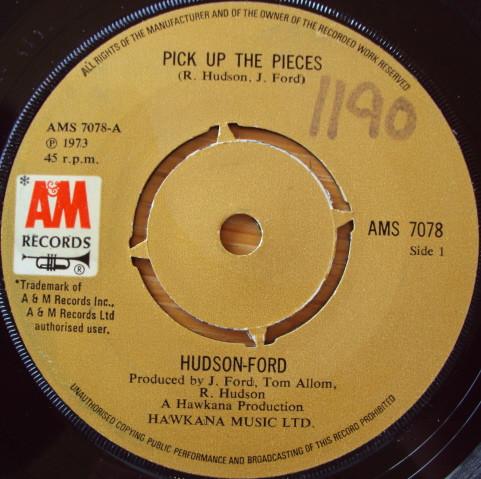 ALL RIGHTS OF THE MANUFACTURER AND OF THE OWNER OF THE RECORDED WORK RESERVED
PICK UP THE PIECES
(R. Hudson, J. Ford)
1190
AMS 7078-A
℗ 1973
45 r.p.m.
*
A&M
RECORDS
®
AMS 7078
Side 1
*Trademark of
A & M Records Inc.,
A & M Records Ltd
authorised user.
HUDSON-FORD
Produced by J. Ford, Tom Allom,
R. Hudson
A Hawkana Production
HAWKANA MUSIC LTD.
UNAUTHORISED COPYING PUBLIC PERFORMANCE AND BROADCASTING OF THIS RECORD PROHIBITED